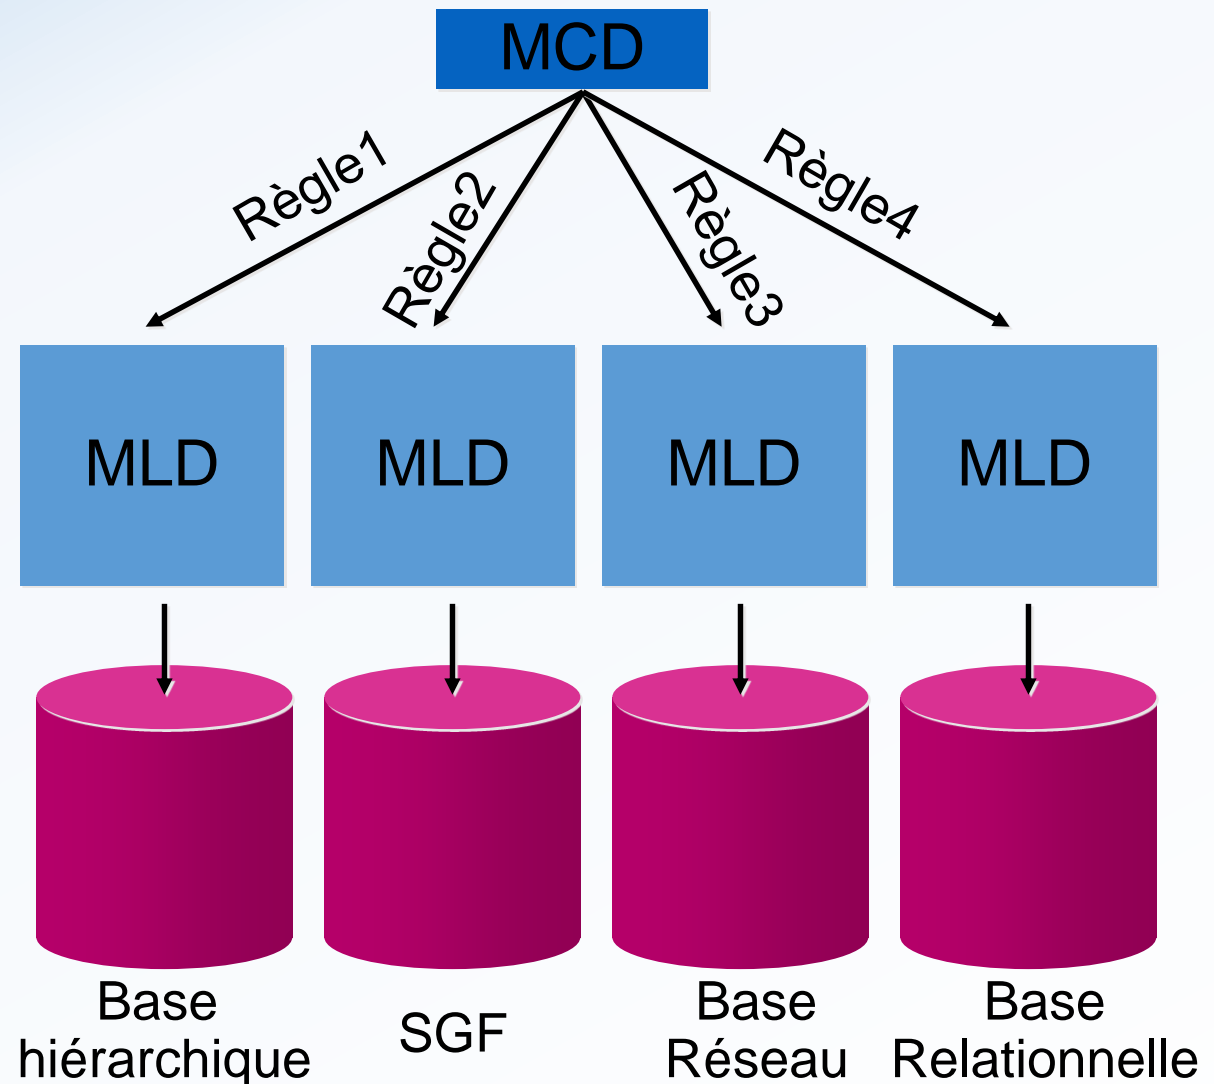 MCD
Règle1
Règle2
Règle3
Règle4
MLD
MLD
MLD
MLD
Base
hiérarchique
SGF
Base
Réseau
Base
Relationnelle